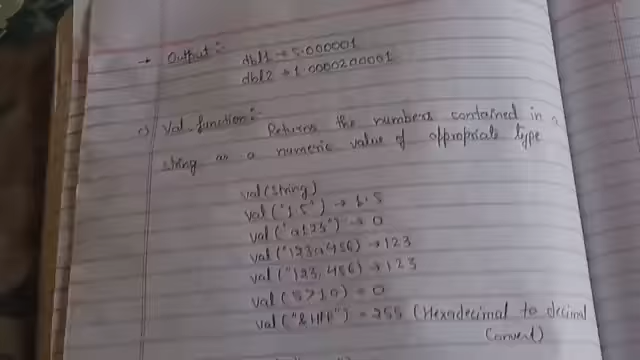 → Output:
dbl1 → 5.000001
dbl2 → 1.0000200001
c) Val function: Returns the numbers contained in a
string as a numeric value of appropriate type
val(string)
val("1.5") → 1.5
val("a123") → 0
val("123a456) → 123
val("123,456) → 123
val(5710) = 0
val("&HFF") = 255 (Hexadecimal to decimal
Convert)